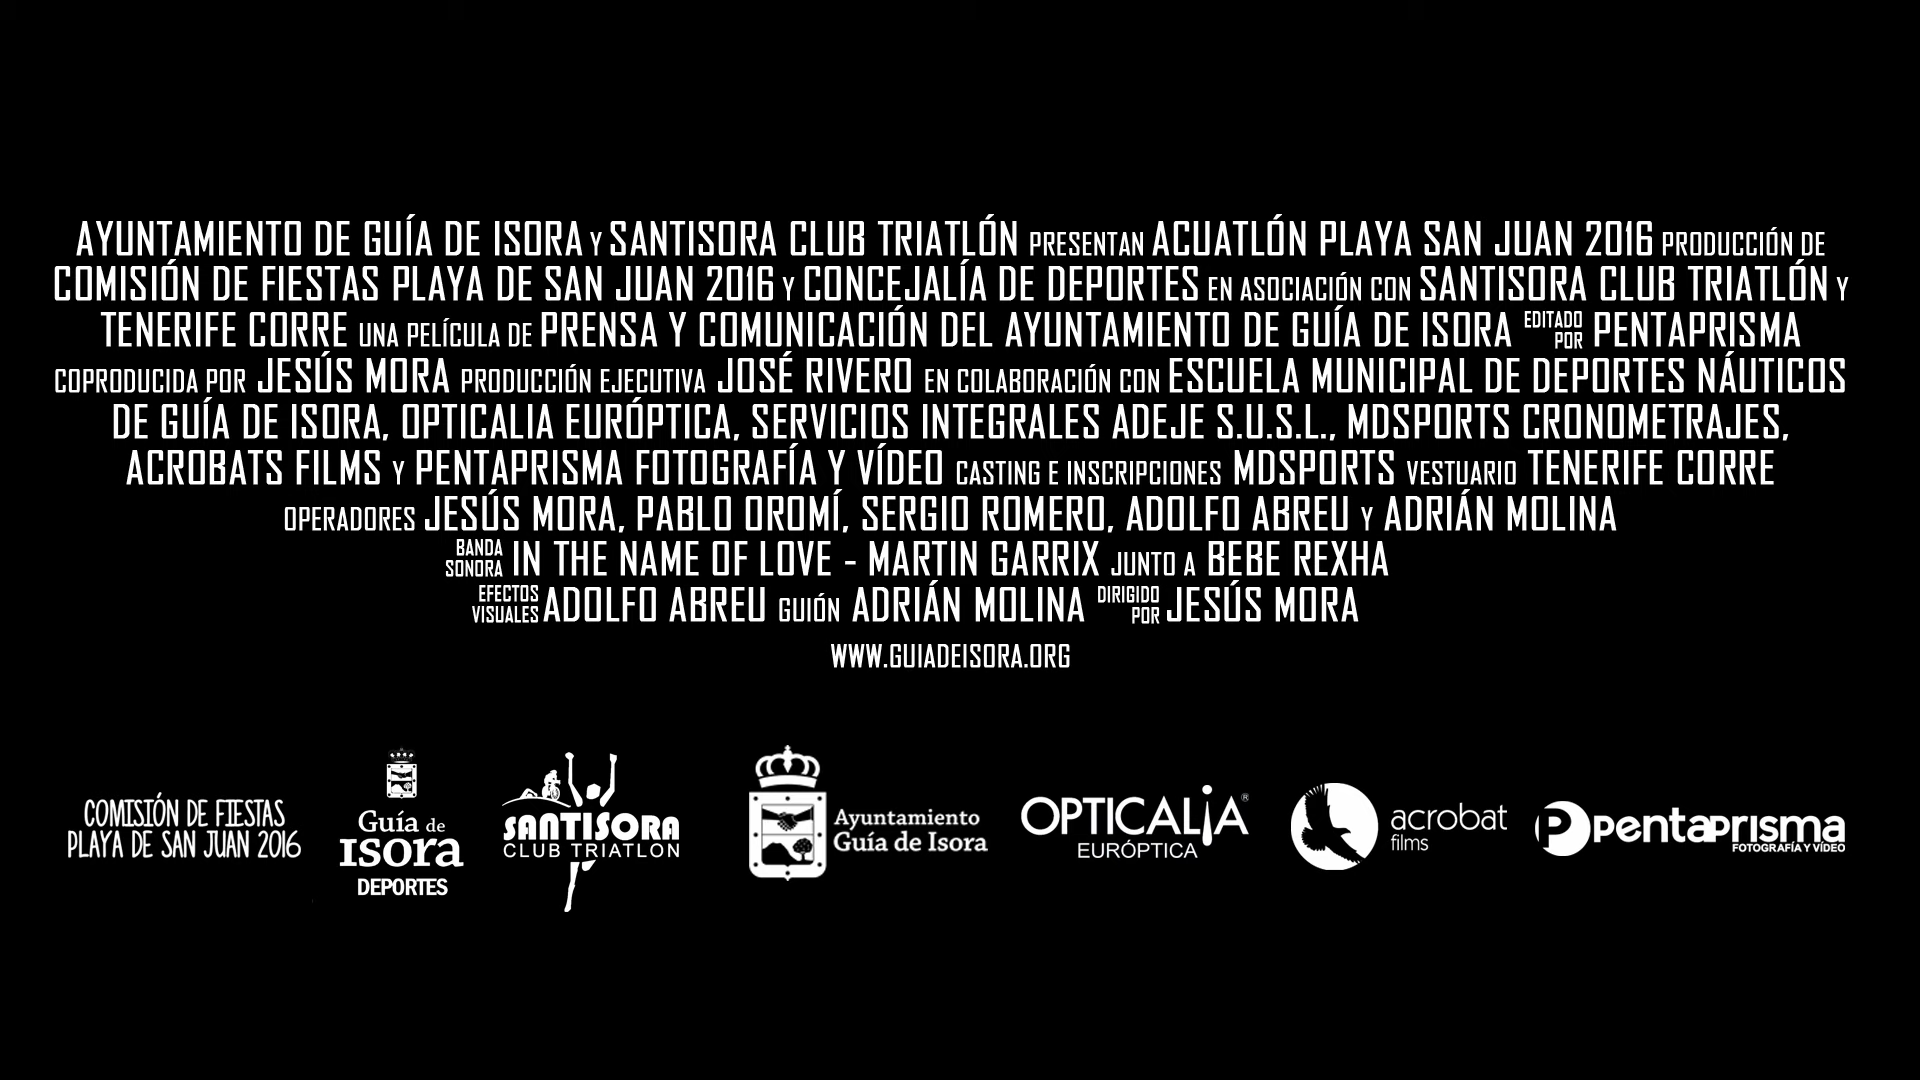 AYUNTAMIENTO DE GUÍA DE ISORA Y SANTISORA CLUB TRIATLÓN PRESENTAN ACUATLÓN PLAYA SAN JUAN 2016 PRODUCCIÓN DE
COMISIÓN DE FIESTAS PLAYA DE SAN JUAN 2016 Y CONCEJALÍA DE DEPORTES EN ASOCIACIÓN CON SANTISORA CLUB TRIATLÓN Y
TENERIFE CORRE UNA PELÍCULA DE PRENSA Y COMUNICACIÓN DEL AYUNTAMIENTO DE GUÍA DE ISORA EDITADO POR PENTAPRISMA
COPRODUCIDA POR JESÚS MORA PRODUCCIÓN EJECUTIVA JOSÉ RIVERO EN COLABORACIÓN CON ESCUELA MUNICIPAL DE DEPORTES NÁUTICOS
DE GUÍA DE ISORA, OPTICALIA EURÓPTICA, SERVICIOS INTEGRALES ADEJE S.U.S.L., MDSPORTS CRONOMETRAJES,
ACROBATS FILMS Y PENTAPRISMA FOTOGRAFÍA Y VÍDEO CASTING E INSCRIPCIONES MDSPORTS VESTUARIO TENERIFE CORRE
OPERADORES JESÚS MORA, PABLO OROMÍ, SERGIO ROMERO, ADOLFO ABREU Y ADRIÁN MOLINA
BANDA SONORA IN THE NAME OF LOVE - MARTIN GARRIX JUNTO A BEBE REXHA
EFECTOS VISUALES ADOLFO ABREU GUIÓN ADRIÁN MOLINA DIRIGIDO POR JESÚS MORA
WWW.GUIADEISORA.ORG
COMISIÓN DE FIESTAS
PLAYA DE SAN JUAN 2016
Guía de
Isora
DEPORTES
SANTISORA
CLUB TRIATLON
Ayuntamiento
Guía de Isora
OPTICALIA®
EURÓPTICA
acrobat
films
P pentaprisma
FOTOGRAFÍA Y VÍDEO